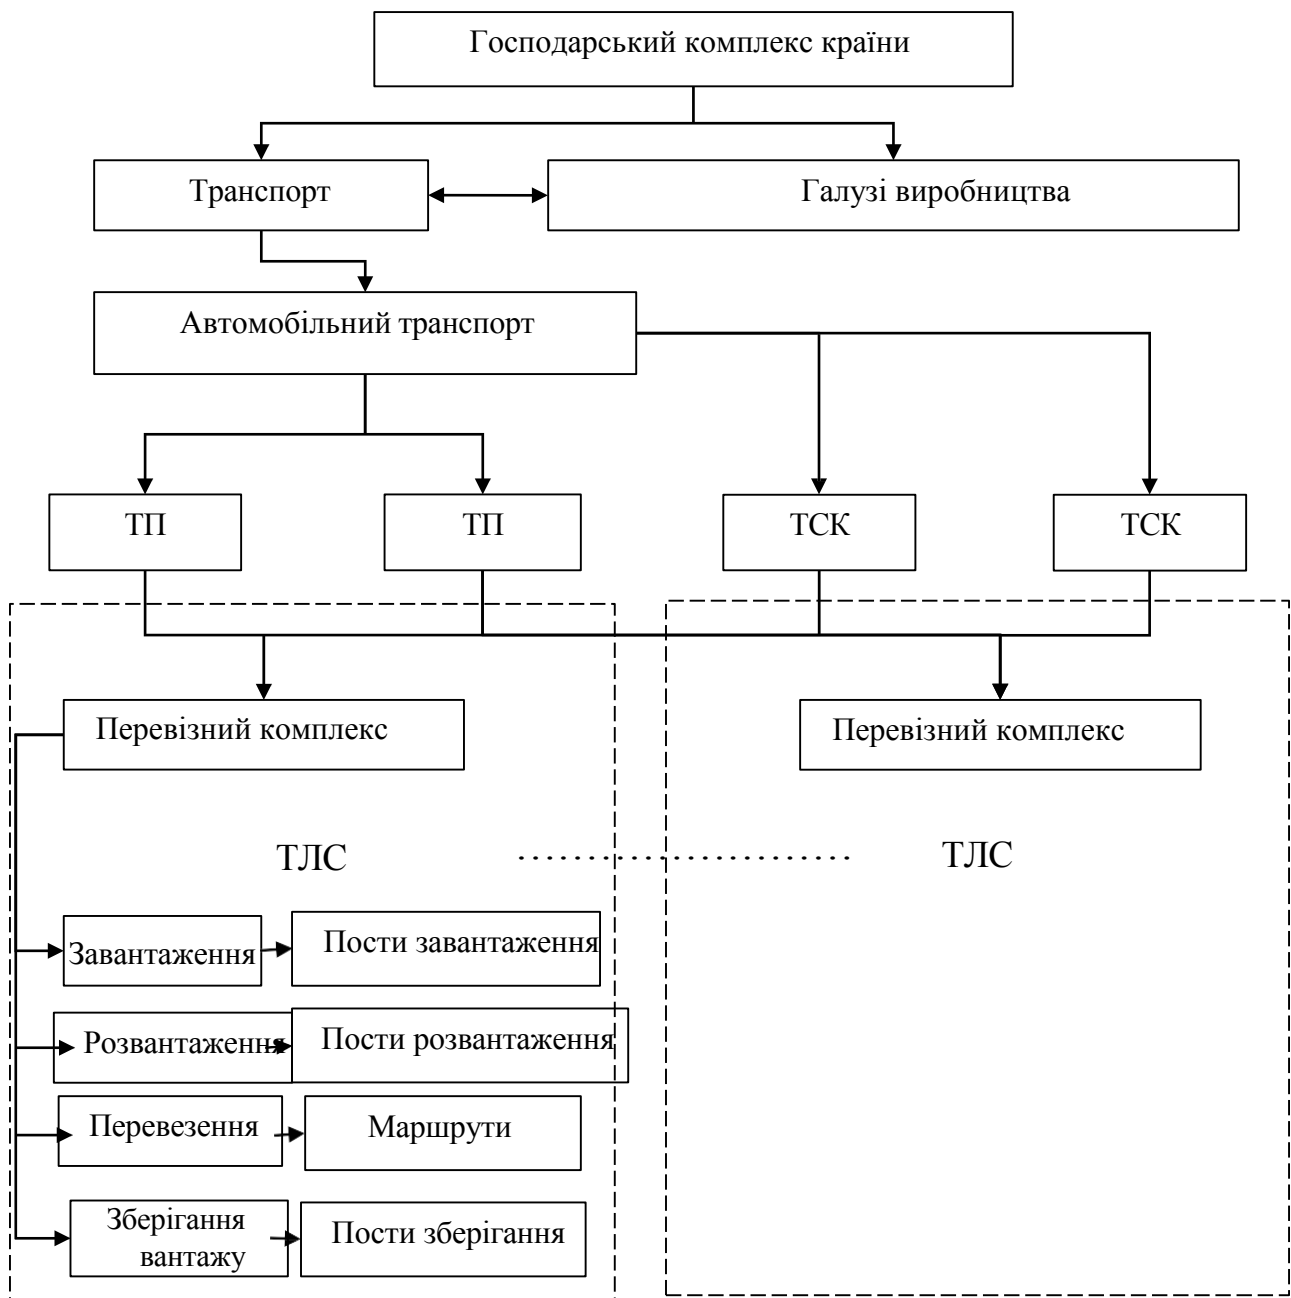 Господарський комплекс країни
Транспорт
Галузі виробництва
Автомобільний транспорт
ТП
ТП
ТСК
ТСК
Перевізний комплекс
Перевізний комплекс
ТЛС
ТЛС
Завантаження
Пости завантаження
Розвантаження
Пости розвантаження
Перевезення
Маршрути
Зберігання
вантажу
Пости зберігання